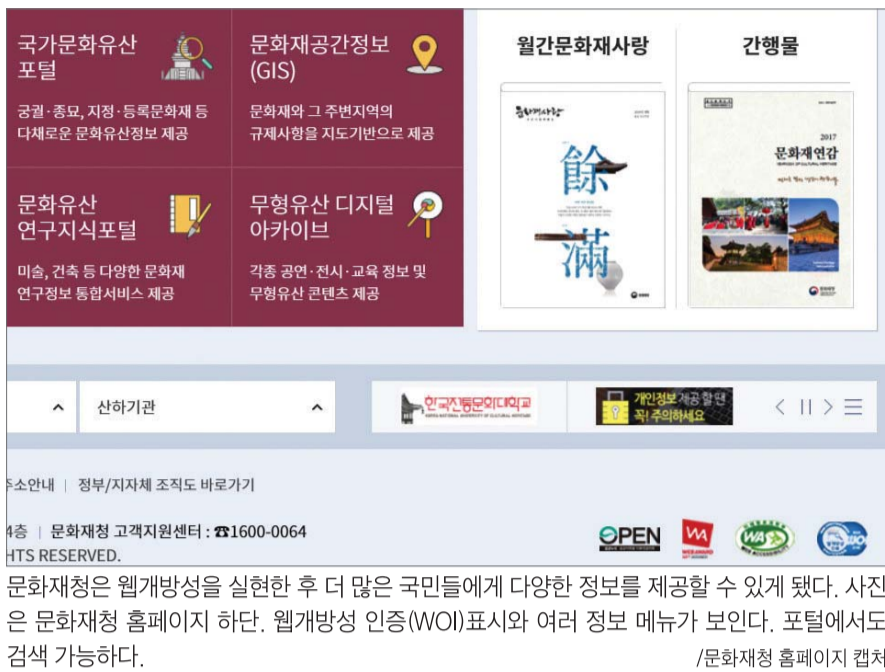 국가문화유산
포털
궁궐·종묘, 지정·등록문화재 등
다채로운 문화유산정보 제공
문화재공간정보
(GIS)
문화재와 그 주변지역의
규제사항을 지도기반으로 제공
문화유산
연구지식포털
미술, 건축 등 다양한 문화재
연구정보 통합서비스 제공
무형유산 디지털
아카이브
각종 공연·전시·교육 정보 및
무형유산 콘텐츠 제공
월간문화재사랑
문화재사랑
餘
滿
간행물
2017
문화재연감
산하기관
한국전통문화대학교
개인정보 제공 할 땐
꼭! 주의하세요
주소안내 | 정부/지자체 조직도 바로가기
4층 | 문화재청 고객지원센터 : ☎1600-0064
HTS RESERVED.
OPEN
WA
WEB AWARD
WA
WOI
문화재청은 웹개방성을 실현한 후 더 많은 국민들에게 다양한 정보를 제공할 수 있게 됐다. 사진
은 문화재청 홈페이지 하단. 웹개방성 인증(WOI)표시와 여러 정보 메뉴가 보인다. 포털에서도
검색 가능하다.
/문화재청 홈페이지 캡처